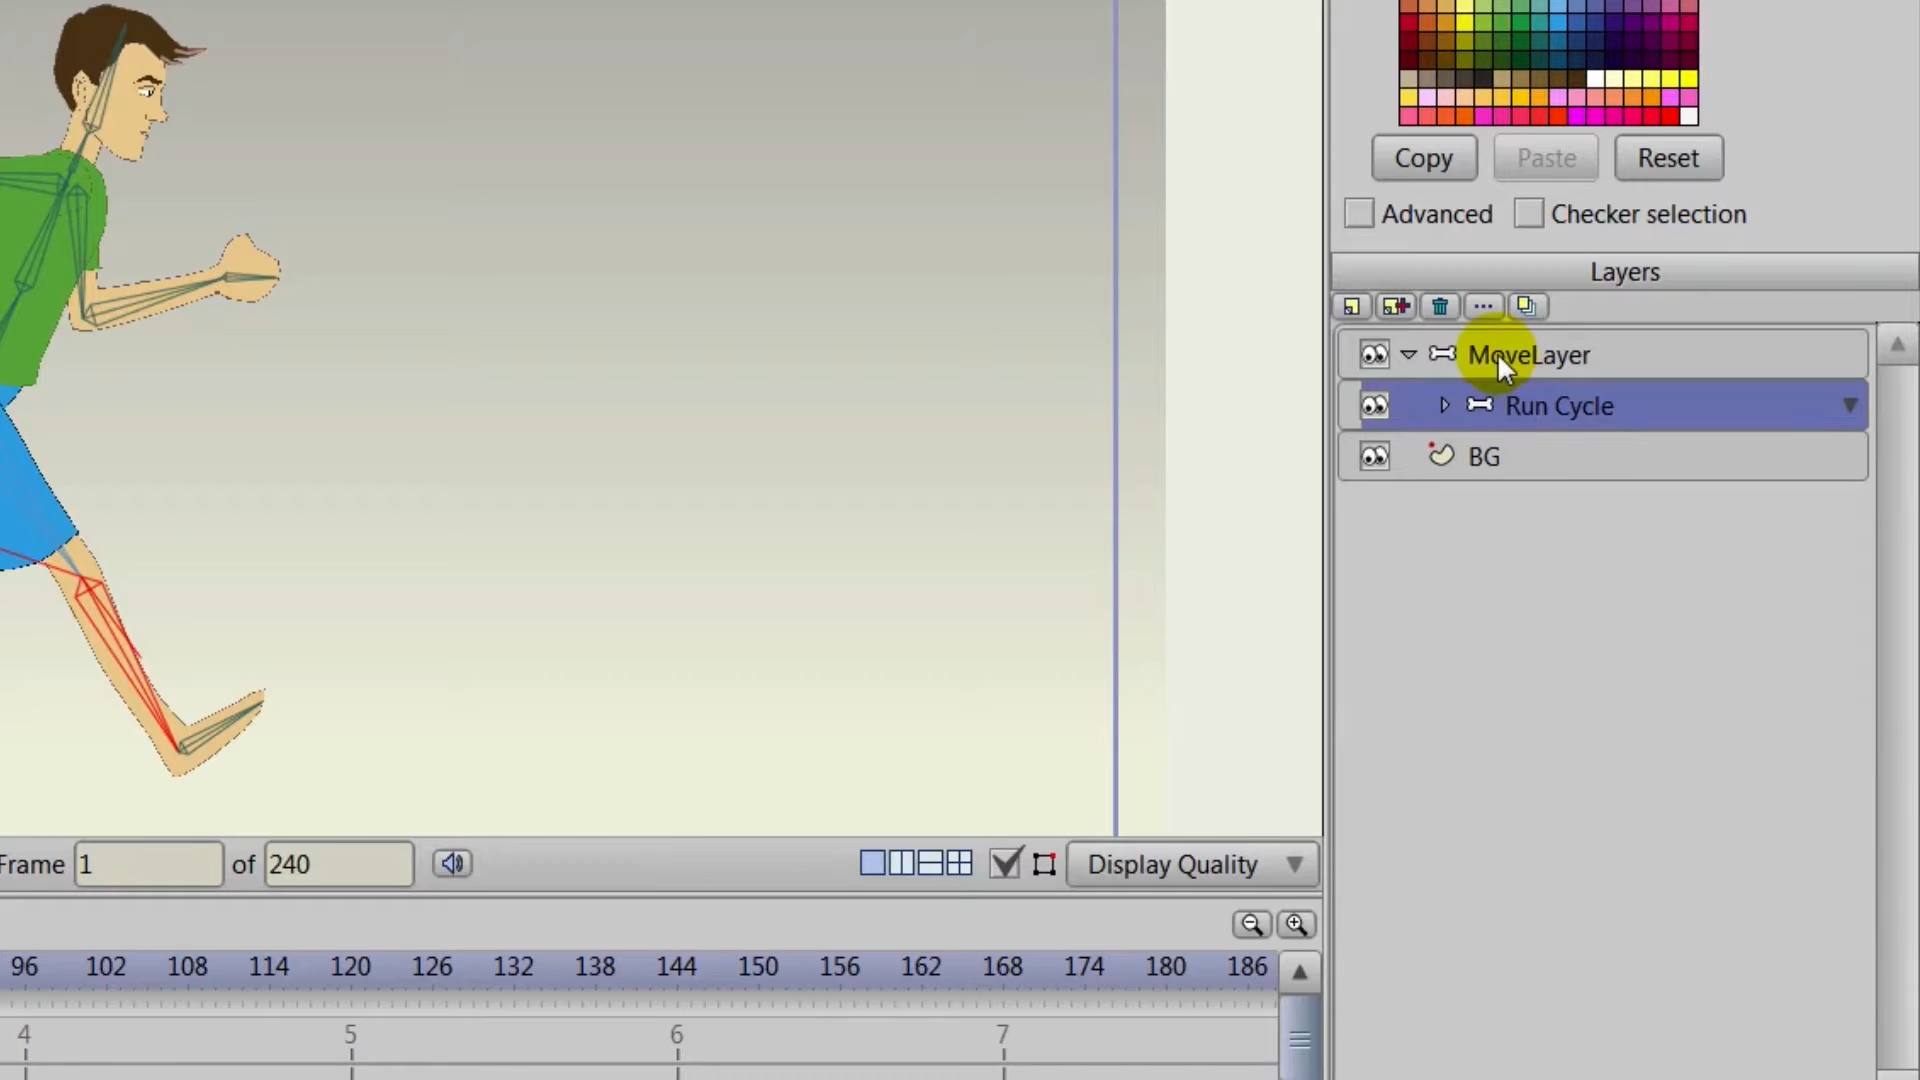 Copy Paste Reset
Advanced Checker selection
Layers
MoveLayer
Run Cycle
BG
Frame 1 of 240 Display Quality
96 102 108 114 120 126 132 138 144 150 156 162 168 174 180 186
4 5 6 7